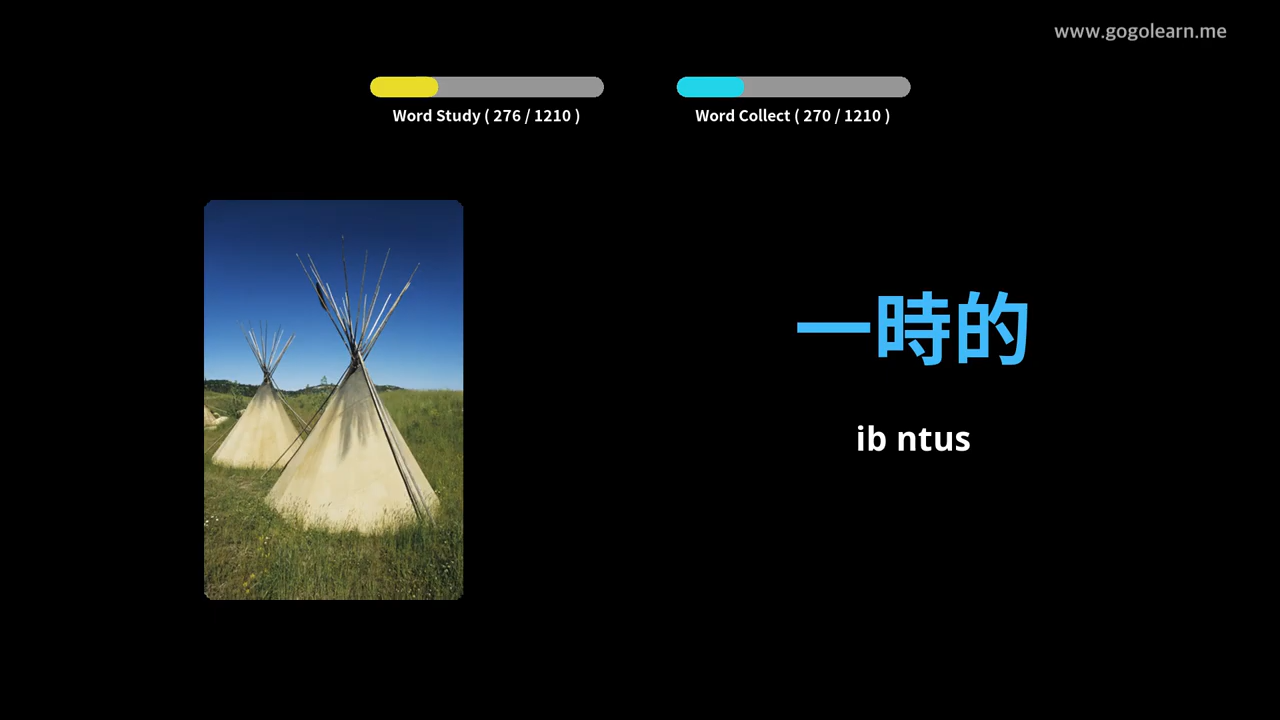 www.gogolearn.me
Word Study ( 276 / 1210 )
Word Collect ( 270 / 1210 )
一時的
ib ntus